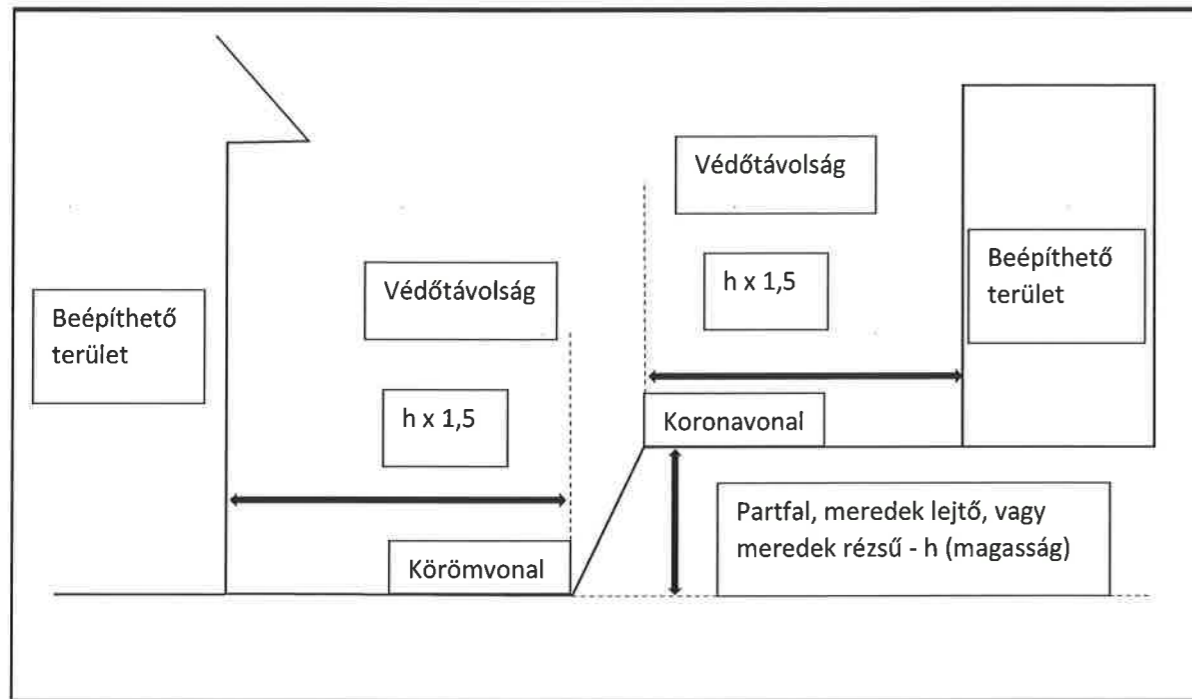 Védőtávolság
Beépíthető
terület
h x 1,5
Védőtávolság
Beépíthető
terület
h x 1,5
Koronavonal
Körömvonal
Partfal, meredek lejtő, vagy
meredek rézsű - h (magasság)